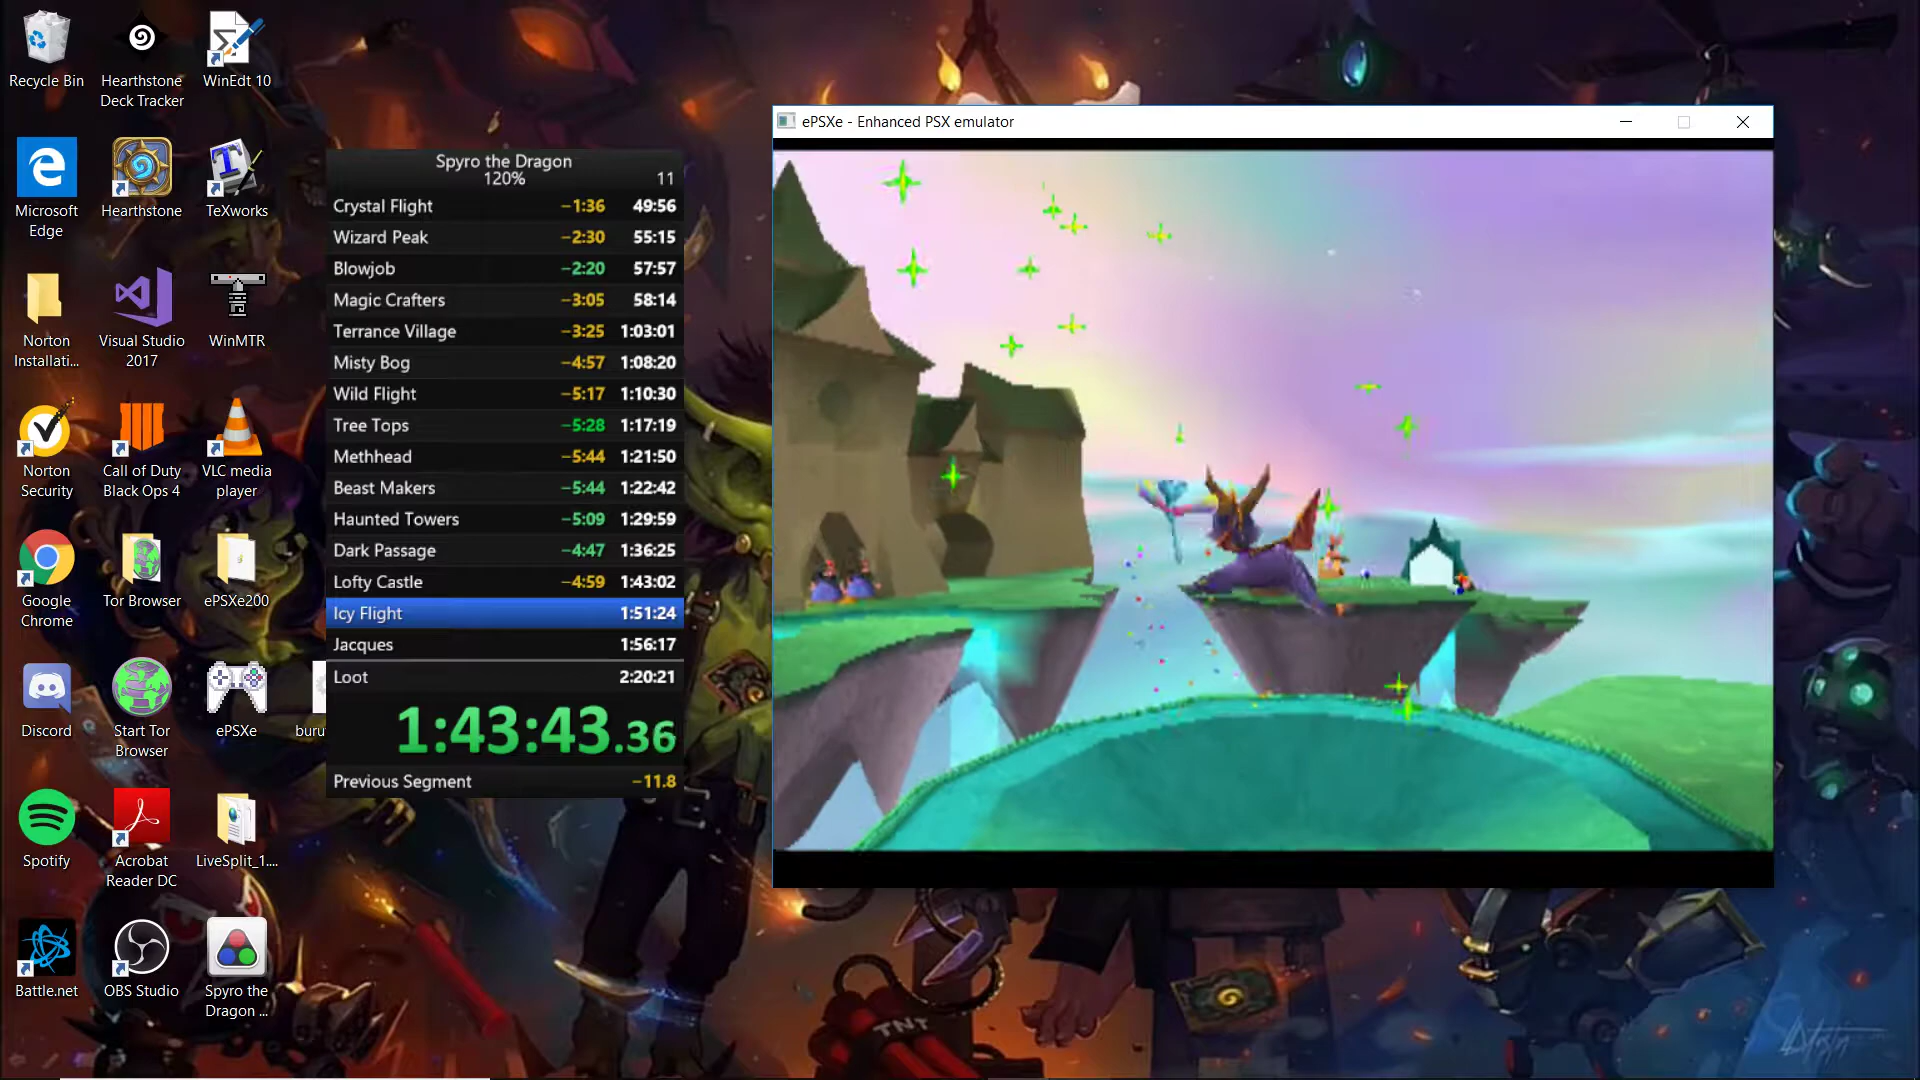 Recycle Bin
Hearthstone
Deck Tracker
WinEdt 10
Microsoft
Edge
Hearthstone
TeXworks
Norton
Installati...
Visual Studio
2017
WinMTR
Norton
Security
Call of Duty
Black Ops 4
VLC media
player
Google
Chrome
Tor Browser
ePSXe200
Discord
Start Tor
Browser
ePSXe
buru
Spotify
Acrobat
Reader DC
LiveSplit_1....
Battle.net
OBS Studio
Spyro the
Dragon ...
Spyro the Dragon
120% 11
Crystal Flight −1:36 49:56
Wizard Peak −2:30 55:15
Blowjob −2:20 57:57
Magic Crafters −3:05 58:14
Terrance Village −3:25 1:03:01
Misty Bog −4:57 1:08:20
Wild Flight −5:17 1:10:30
Tree Tops −5:28 1:17:19
Methhead −5:44 1:21:50
Beast Makers −5:44 1:22:42
Haunted Towers −5:09 1:29:59
Dark Passage −4:47 1:36:25
Lofty Castle −4:59 1:43:02
Icy Flight 1:51:24
Jacques 1:56:17
Loot 2:20:21
1:43:43.36
Previous Segment −11.8
ePSXe - Enhanced PSX emulator
TNT